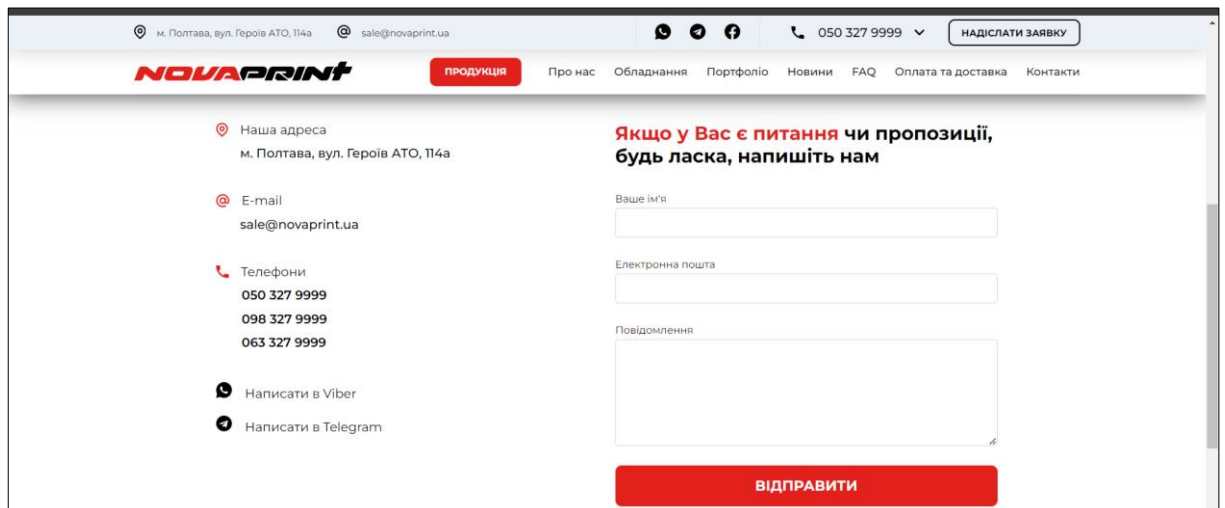 м. Полтава, вул. Героїв АТО, 114а sale@novaprint.ua 050 327 9999 НАДІСЛАТИ ЗАЯВКУ
NOVAPRINT ПРОДУКЦІЯ Про нас Обладнання Портфоліо Новини FAQ Оплата та доставка Контакти
Наша адреса
м. Полтава, вул. Героїв АТО, 114а
E-mail
sale@novaprint.ua
Телефони
050 327 9999
098 327 9999
063 327 9999
Написати в Viber
Написати в Telegram
Якщо у Вас є питання чи пропозиції,
будь ласка, напишіть нам
Ваше ім'я
Електронна пошта
Повідомлення
ВІДПРАВИТИ